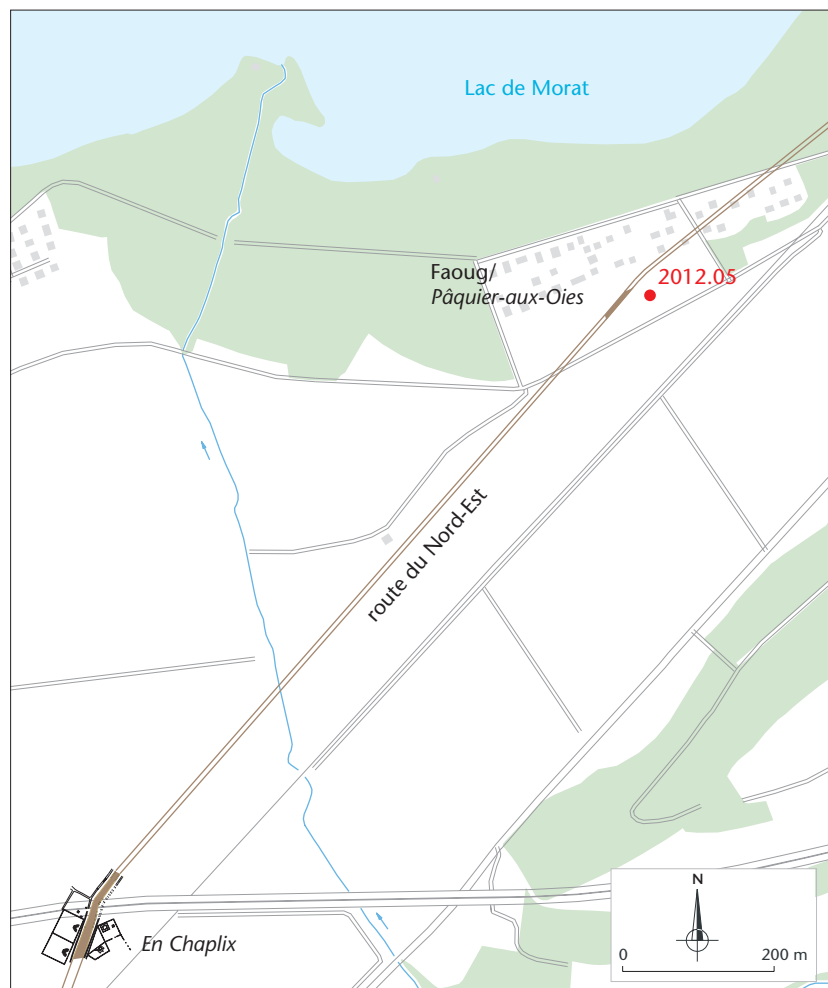 Lac de Morat
Faoug/
Pâquier-aux-Oies
2012.05
route du Nord-Est
En Chaplix
N
0
200 m